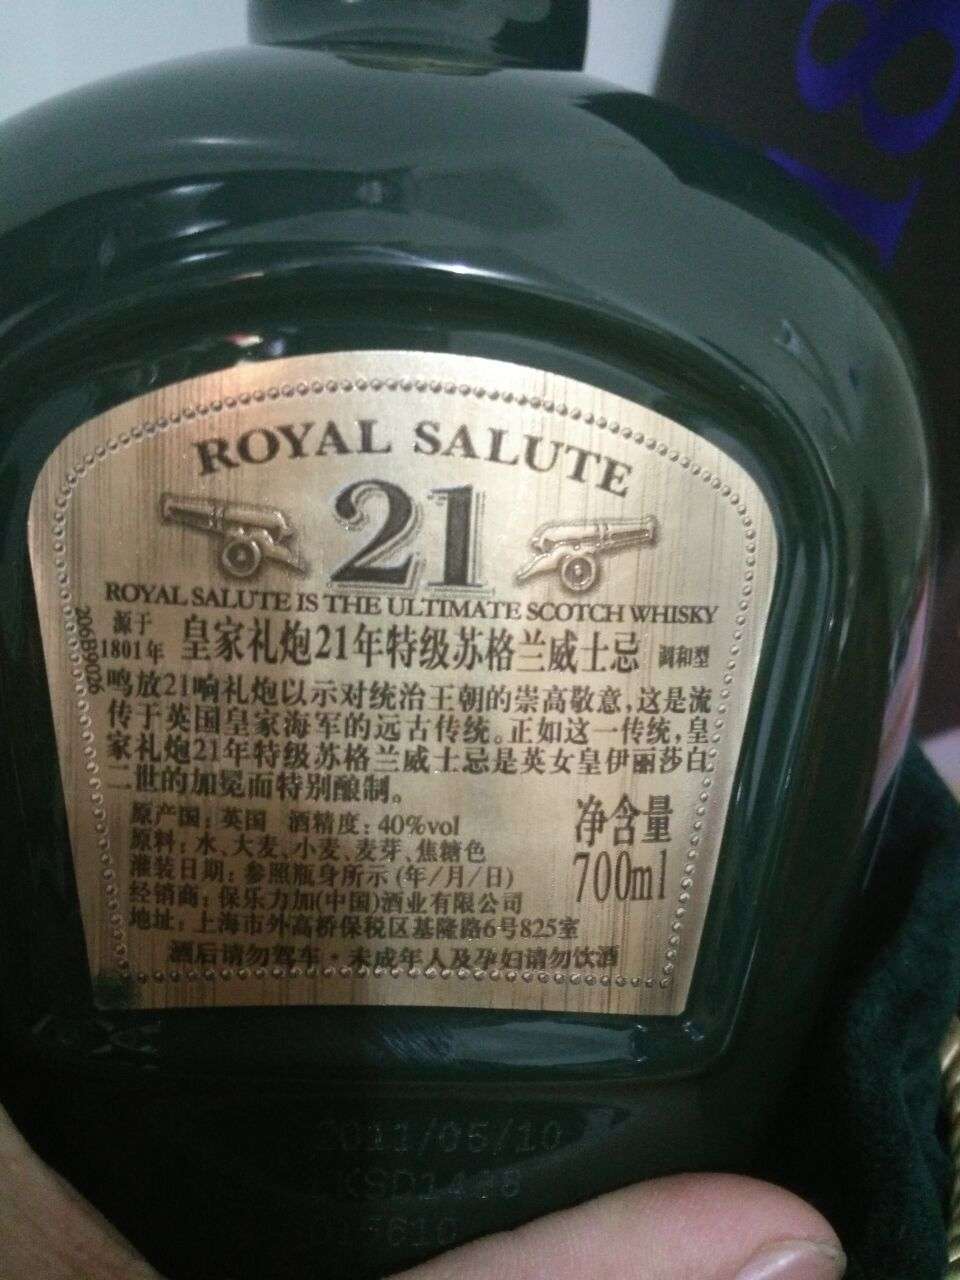 ROYAL SALUTE
21
ROYAL SALUTE IS THE ULTIMATE SCOTCH WHISKY
源于
1801年
皇家礼炮21年特级苏格兰威士忌 调和型
鸣放21响礼炮以示对统治王朝的崇高敬意,这是流
传于英国皇家海军的远古传统。正如这一传统,皇
家礼炮21年特级苏格兰威士忌是英女皇伊丽莎白
二世的加冕而特别酿制。
原产国:英国 酒精度:40%vol
原料:水、大麦、小麦、麦芽、焦糖色
灌装日期:参照瓶身所示(年/月/日)
经销商:保乐力加(中国)酒业有限公司
地址:上海市外高桥保税区基隆路6号825室
净含量
700ml
酒后请勿驾车·未成年人及孕妇请勿饮酒
2011/05/10
18